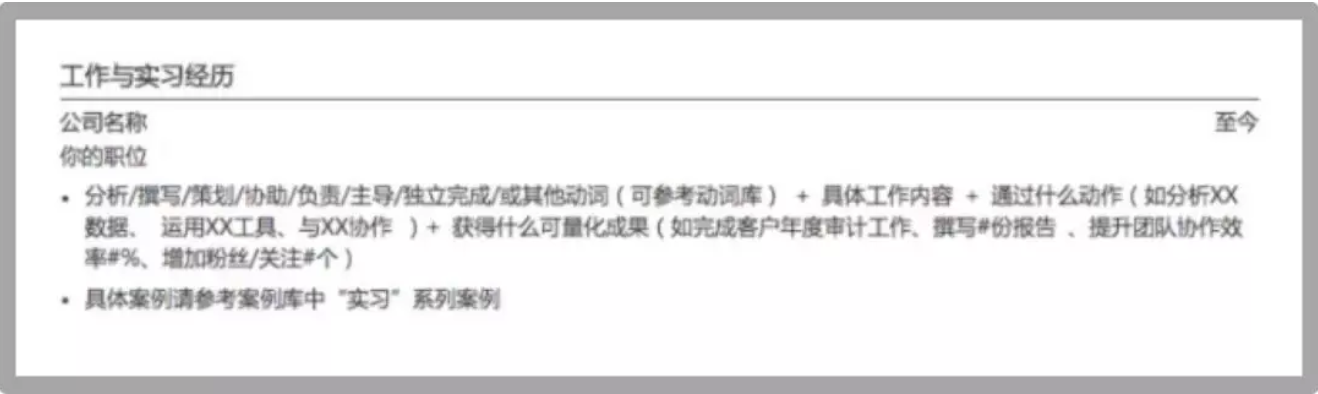 工作与实习经历
公司名称 至今
你的职位
• 分析/撰写/策划/协助/负责/主导/独立完成/或其他动词（可参考动词库） + 具体工作内容 + 通过什么动作（如分析XX
数据、 运用XX工具、与XX协作 ）+ 获得什么可量化成果（如完成客户年度审计工作、撰写#份报告 、提升团队协作效
率#%、增加粉丝/关注#个）
• 具体案例请参考案例库中“实习”系列案例